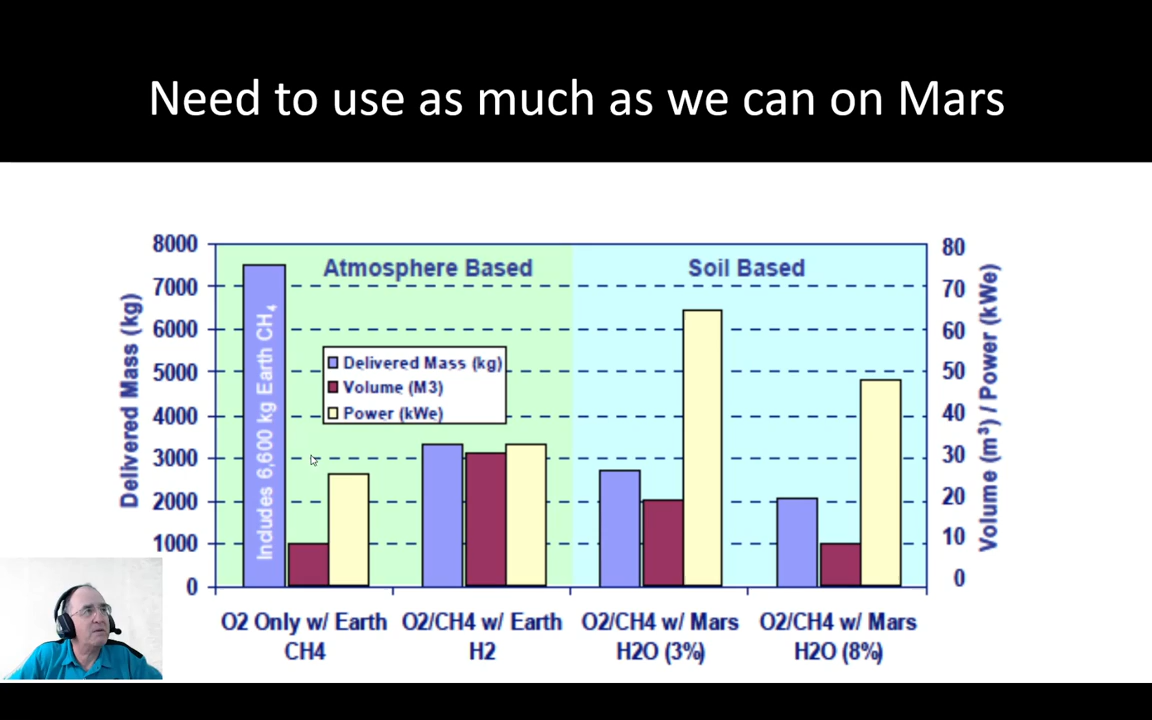 Need to use as much as we can on Mars
Atmosphere Based
Soil Based
8000
7000
6000
5000
4000
3000
2000
1000
0
Delivered Mass (kg)
80
70
60
50
40
30
20
10
0
Volume (m³) / Power (kWe)
Includes 6,600 kg Earth CH₄
Delivered Mass (kg)
Volume (M3)
Power (kWe)
O2 Only w/ Earth
CH4
O2/CH4 w/ Earth
H2
O2/CH4 w/ Mars
H2O (3%)
O2/CH4 w/ Mars
H2O (8%)